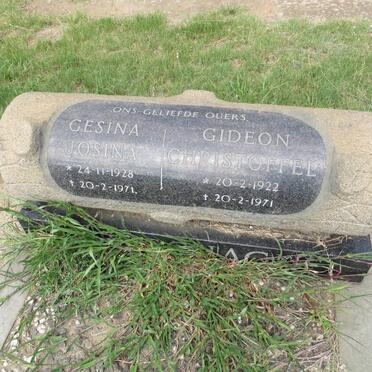 ONS GELIEFDE OUERS
GESINA
JOSINA
* 24-11-1928
† 20-2-1971.
GIDEON
CHRISTOFFEL
* 20-2-1922
† 20-2-1971